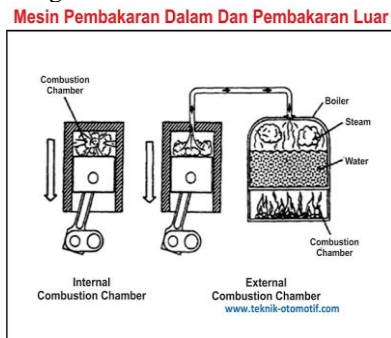 Mesin Pembakaran Dalam Dan Pembakaran Luar
Combustion
Chamber
Boiler
Steam
Water
Combustion
Chamber
Internal
Combustion Chamber
External
Combustion Chamber
www.teknik-otomotif.com